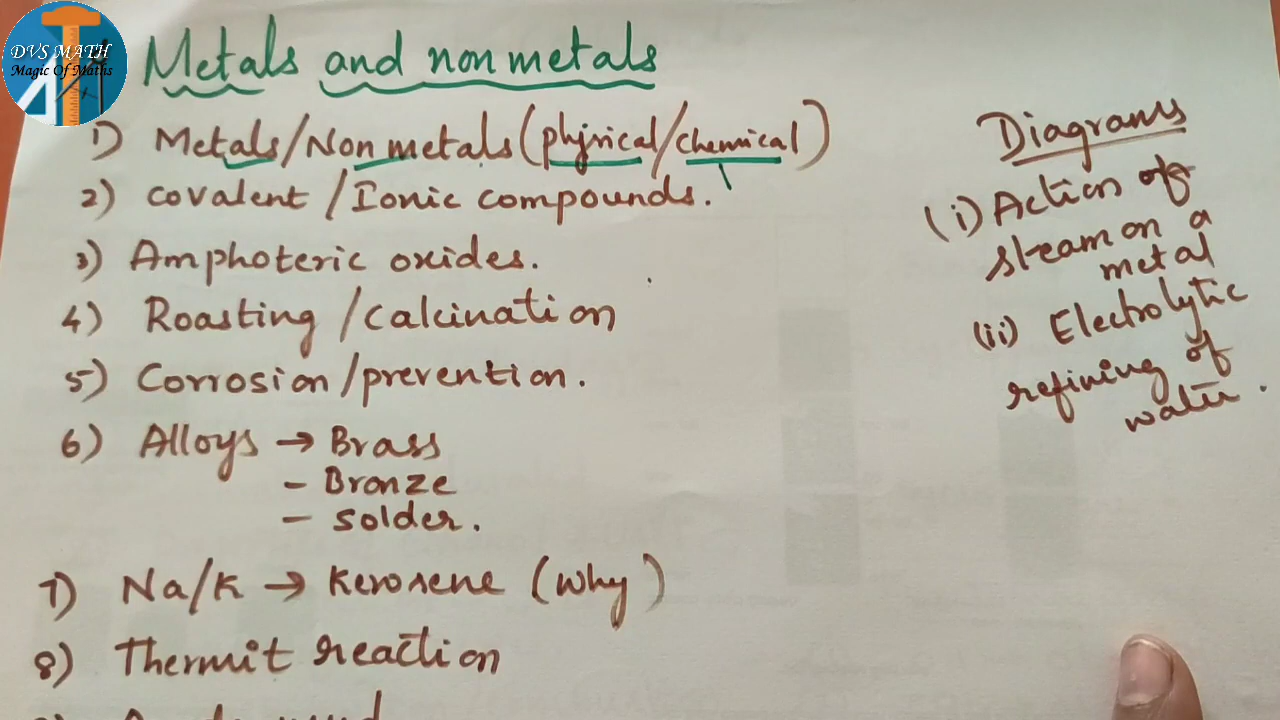 DVS MATH
Magic Of Maths
Metals and nonmetals
1) Metals/Non metals (physical/chemical)
2) covalent /Ionic compounds.
3) Amphoteric oxides.
4) Roasting /calcination
5) Corrosion/prevention.
6) Alloys → Brass
- Bronze
- solder.
7) Na/K → Kerosene (why)
8) Thermit reaction
Diagrams
(i) Action of
steam on a
metal
(ii) Electrolytic
refining of
water.